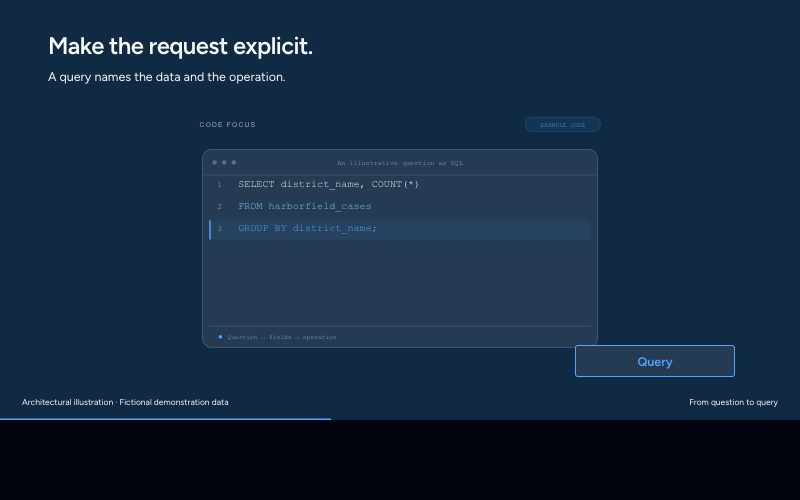 Make the request explicit.
A query names the data and the operation.
CODE FOCUS
EXAMPLE CODE
An illustrative question as SQL
1 SELECT district_name, COUNT(*)
2 FROM harborfield_cases
3 GROUP BY district_name;
Question → fields → operation
Query
Architectural illustration · Fictional demonstration data
From question to query